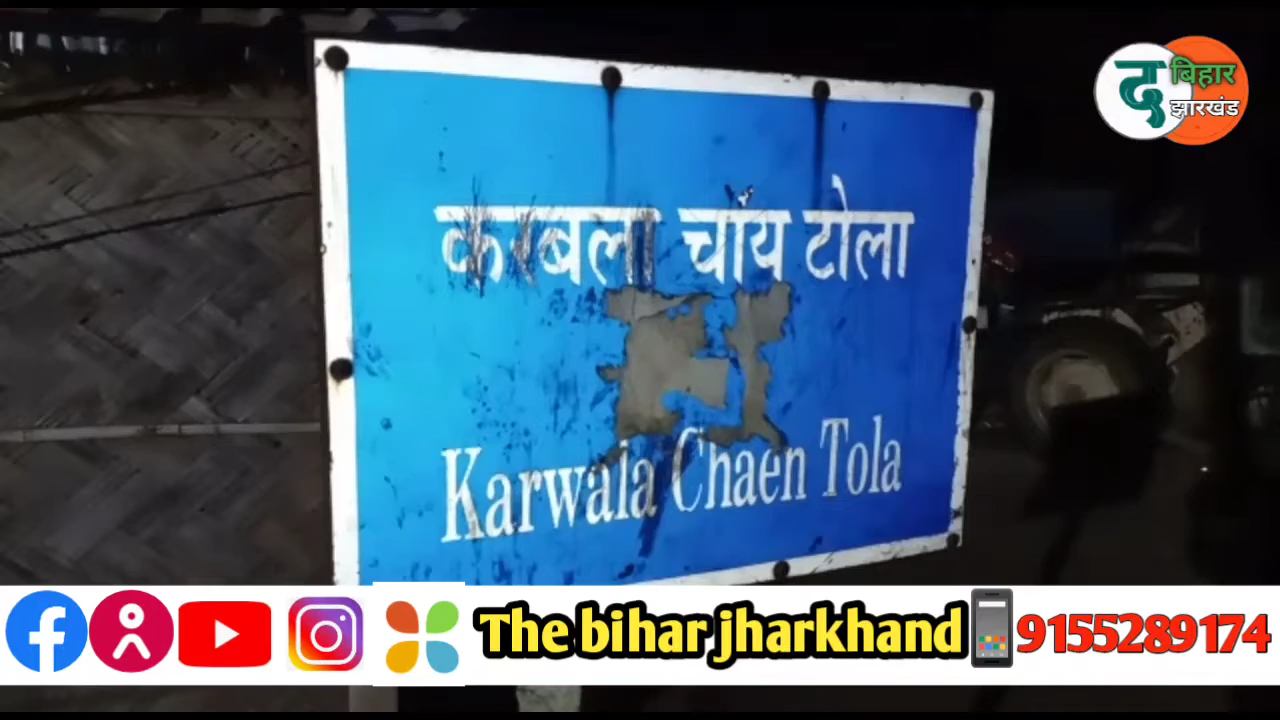 द बिहार
झारखंड
करबला चॉय टोला
Karwala Chaen Tola
The bihar jharkhand 9155289174